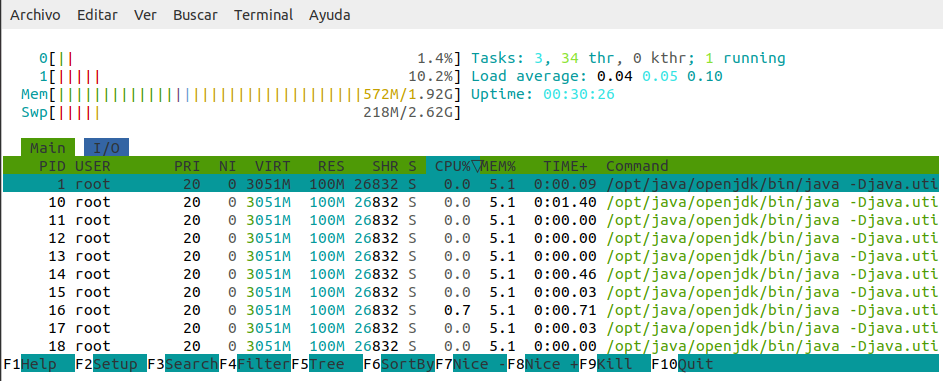 Archivo Editar Ver Buscar Terminal Ayuda
0[|| 1.4%] Tasks: 3, 34 thr, 0 kthr; 1 running
1[||||| 10.2%] Load average: 0.04 0.05 0.10
Mem[||||||||||||||||||||||||||||||||||572M/1.92G] Uptime: 00:30:26
Swp[||||| 218M/2.62G]
Main I/O
PID USER PRI NI VIRT RES SHR S CPU%▽MEM% TIME+ Command
1 root 20 0 3051M 100M 26832 S 0.0 5.1 0:00.09 /opt/java/openjdk/bin/java -Djava.uti
10 root 20 0 3051M 100M 26832 S 0.0 5.1 0:01.40 /opt/java/openjdk/bin/java -Djava.uti
11 root 20 0 3051M 100M 26832 S 0.0 5.1 0:00.00 /opt/java/openjdk/bin/java -Djava.uti
12 root 20 0 3051M 100M 26832 S 0.0 5.1 0:00.00 /opt/java/openjdk/bin/java -Djava.uti
13 root 20 0 3051M 100M 26832 S 0.0 5.1 0:00.00 /opt/java/openjdk/bin/java -Djava.uti
14 root 20 0 3051M 100M 26832 S 0.0 5.1 0:00.46 /opt/java/openjdk/bin/java -Djava.uti
15 root 20 0 3051M 100M 26832 S 0.0 5.1 0:00.03 /opt/java/openjdk/bin/java -Djava.uti
16 root 20 0 3051M 100M 26832 S 0.7 5.1 0:00.71 /opt/java/openjdk/bin/java -Djava.uti
17 root 20 0 3051M 100M 26832 S 0.0 5.1 0:00.03 /opt/java/openjdk/bin/java -Djava.uti
18 root 20 0 3051M 100M 26832 S 0.0 5.1 0:00.00 /opt/java/openjdk/bin/java -Djava.uti
F1Help F2Setup F3SearchF4FilterF5Tree F6SortByF7Nice -F8Nice +F9Kill F10Quit